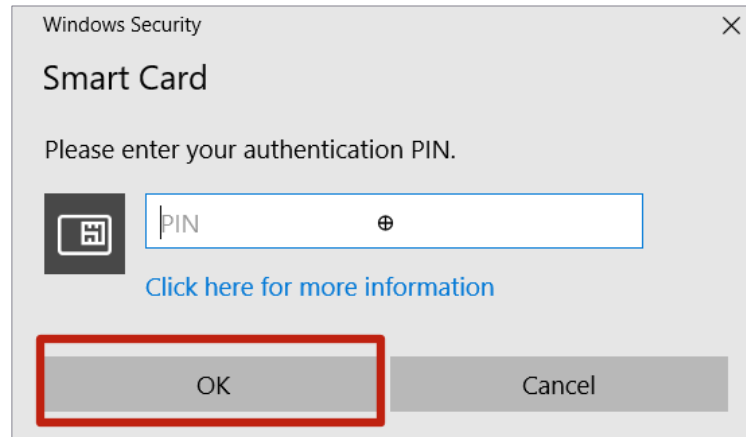 Windows Security
Smart Card
Please enter your authentication PIN.
PIN
Click here for more information
OK
Cancel